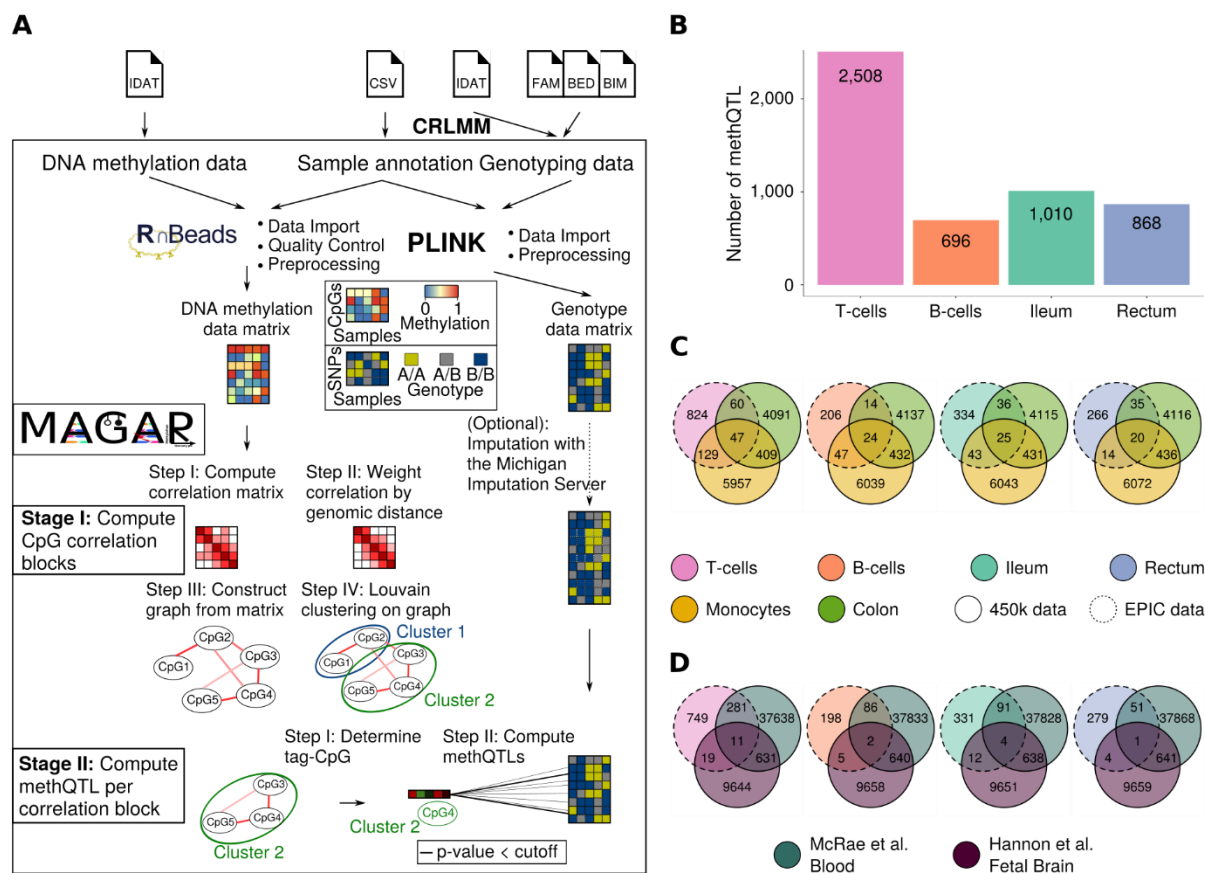 A
IDAT
CSV
IDAT
FAM
BED
BIM
CRLMM
DNA methylation data
Sample annotation
Genotyping data
RnBeads
• Data Import
• Quality Control
• Preprocessing
PLINK
• Data Import
• Preprocessing
DNA methylation
data matrix
CpGs
Samples
0 1
Methylation
SNPs
Samples
A/A A/B B/B
Genotype
Genotype
data matrix
MAGAR
(Optional):
Imputation with
the Michigan
Imputation Server
Stage I: Compute
CpG correlation
blocks
Step I: Compute
correlation matrix
Step II: Weight
correlation by
genomic distance
Step III: Construct
graph from matrix
Step IV: Louvain
clustering on graph
CpG2
CpG1
CpG3
CpG5
CpG4
CpG2
Cluster 1
CpG1
CpG3
CpG5
CpG4
Cluster 2
Stage II: Compute
methQTL per
correlation block
Step I: Determine
tag-CpG
Step II: Compute
methQTLs
CpG3
CpG5
CpG4
Cluster 2
Cluster 2
CpG4
— p-value < cutoff
B
Number of methQTL
2,000
1,000
0
2,508
696
1,010
868
T-cells
B-cells
Ileum
Rectum
C
824 60 4091
47
129 409
5957
206 14 4137
24
47 432
6039
334 36 4115
25
43 431
6043
266 35 4116
20
14 436
6072
T-cells
B-cells
Ileum
Rectum
Monocytes
Colon
450k data
EPIC data
D
749 281 37638
11
19 631
9644
198 86 37833
2
5 640
9658
331 91 37828
4
12 638
9651
279 51 37868
1
4 641
9659
McRae et al.
Blood
Hannon et al.
Fetal Brain